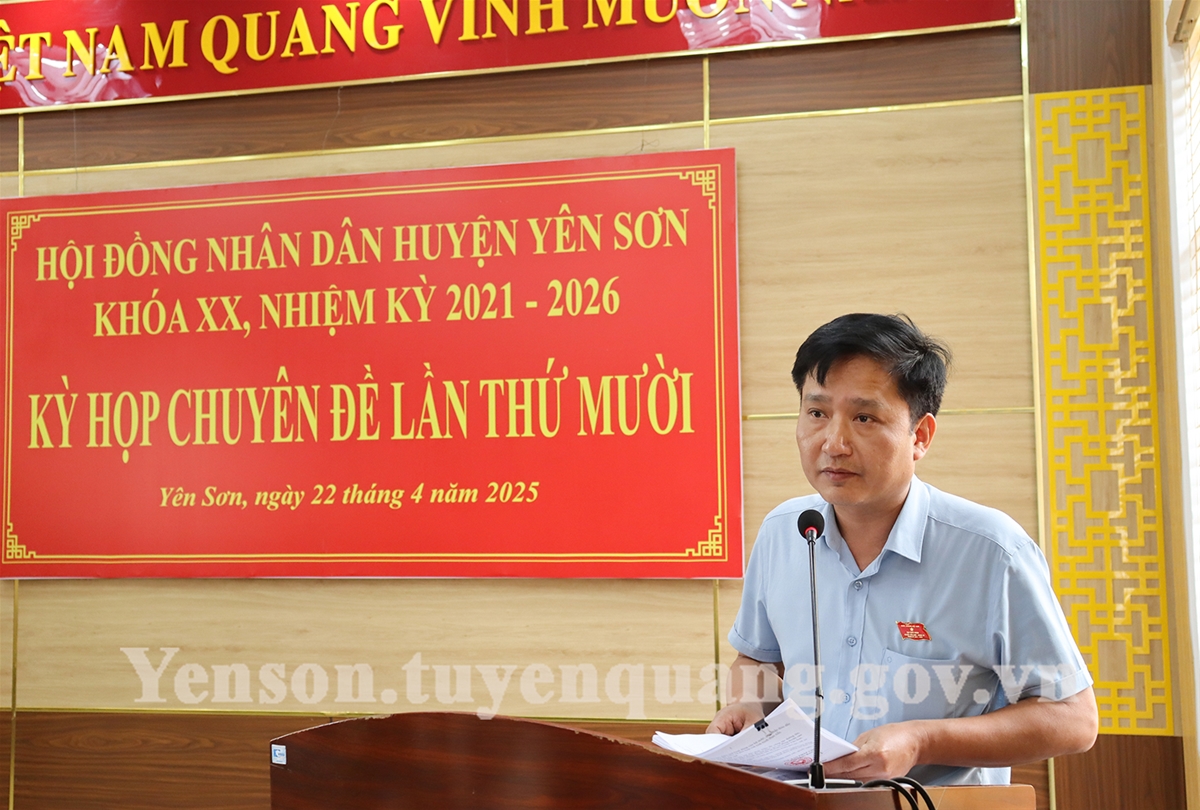 ỆT NAM QUANG VINH MUÔN N
HỘI ĐỒNG NHÂN DÂN HUYỆN YÊN SƠN
KHÓA XX, NHIỆM KỲ 2021 - 2026
KỲ HỌP CHUYÊN ĐỀ LẦN THỨ MƯỜI
Yên Sơn, ngày 22 tháng 4 năm 2025
Yenson.tuyenquang.gov.vn